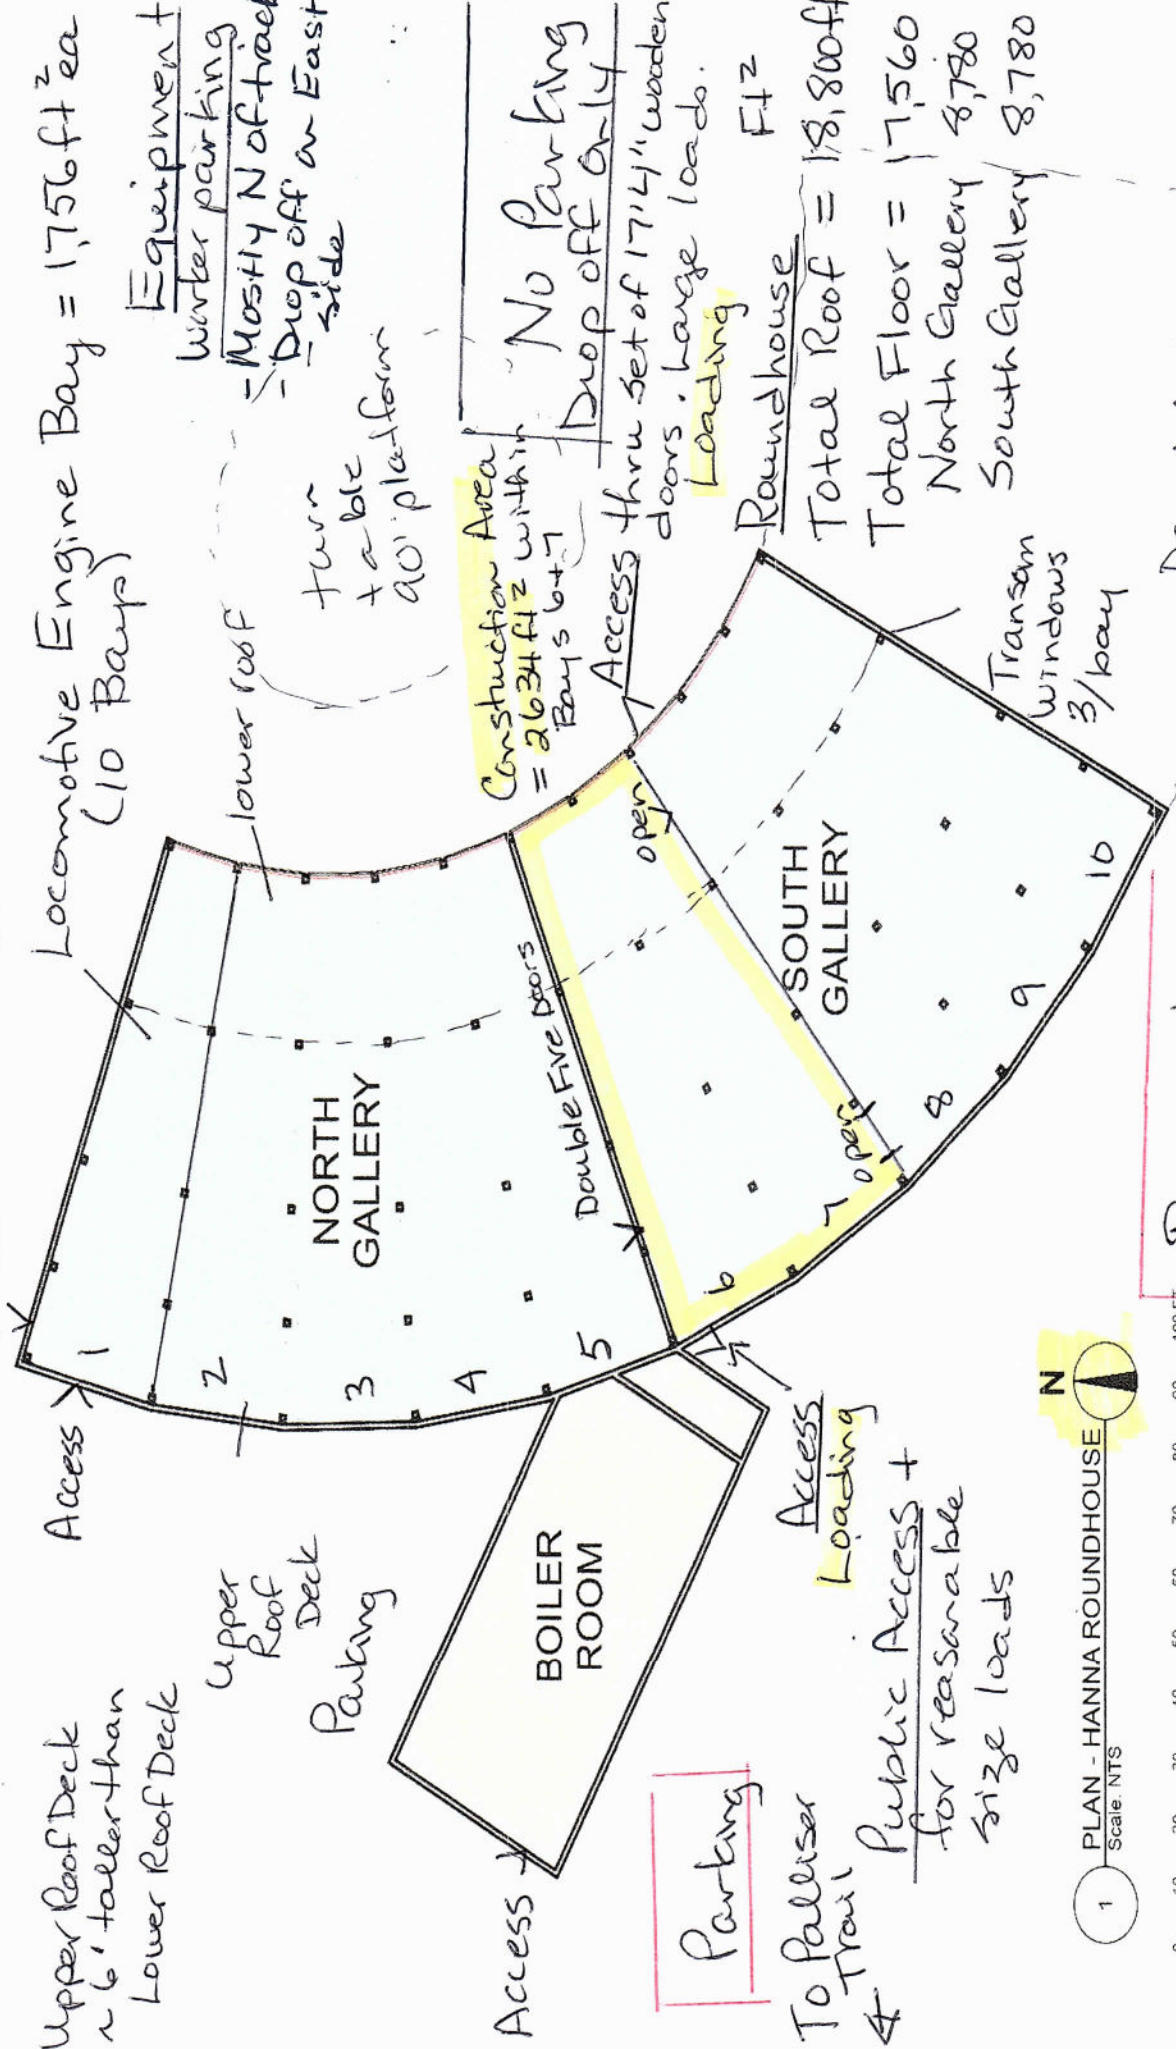 Locomotive Engine Bay = 1,756 ft² ea
(10 Bays)
Upper Roof Deck
~ 6' taller than
Lower Roof Deck
Access
Upper
Roof
Deck
Parking
lower roof
turn
table
90' platform
Equipment
Worker parking
- Mostly N of track
- Drop off on East
side
1
2
3
4
5
NORTH
GALLERY
Double Fire Doors
Construction Area
= 2634 ft² within
Bays 6+7
No Parking
Drop off only
Access thru set of 17'4" wooden
doors. Large load.
Loading
BOILER
ROOM
Access
6
7
open
open
SOUTH
GALLERY
8
9
10
Roundhouse Ft²
Total Roof = 18,800 ft
Total Floor = 17,560
North Gallery 8,780
South Gallery 8,780
Transom
Windows
3/bay
Parking
To Palliser
Trail
Access
Loading
Public Access +
for reasonable
size loads
N
1
PLAN - HANNA ROUNDHOUSE
Scale: NTS